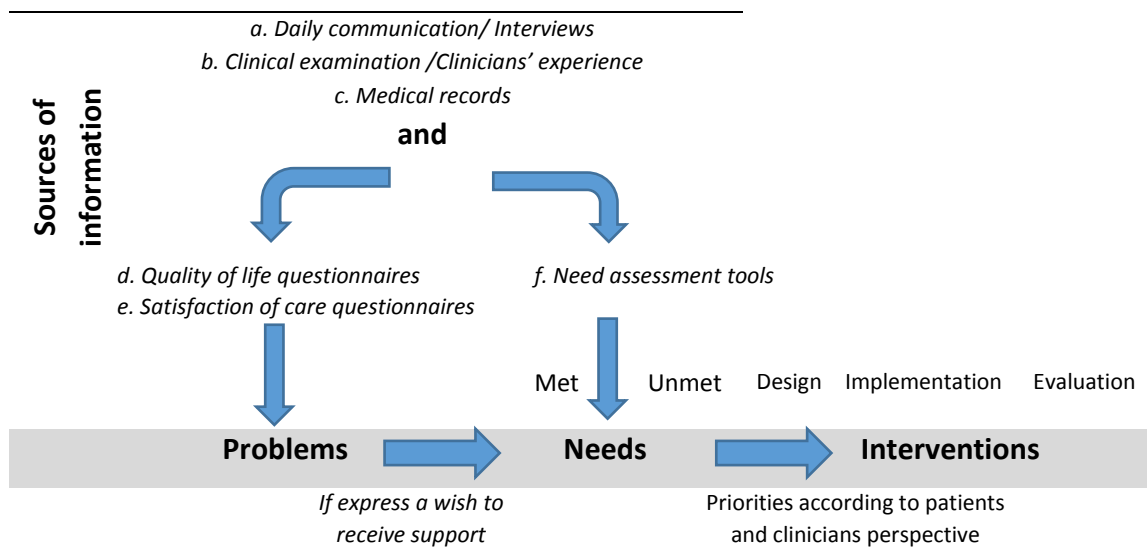 a. Daily communication/ Interviews
b. Clinical examination /Clinicians' experience
c. Medical records
and
Sources of
information
d. Quality of life questionnaires
e. Satisfaction of care questionnaires
f. Need assessment tools
Met Unmet Design Implementation Evaluation
Problems Needs Interventions
If express a wish to
receive support
Priorities according to patients
and clinicians perspective